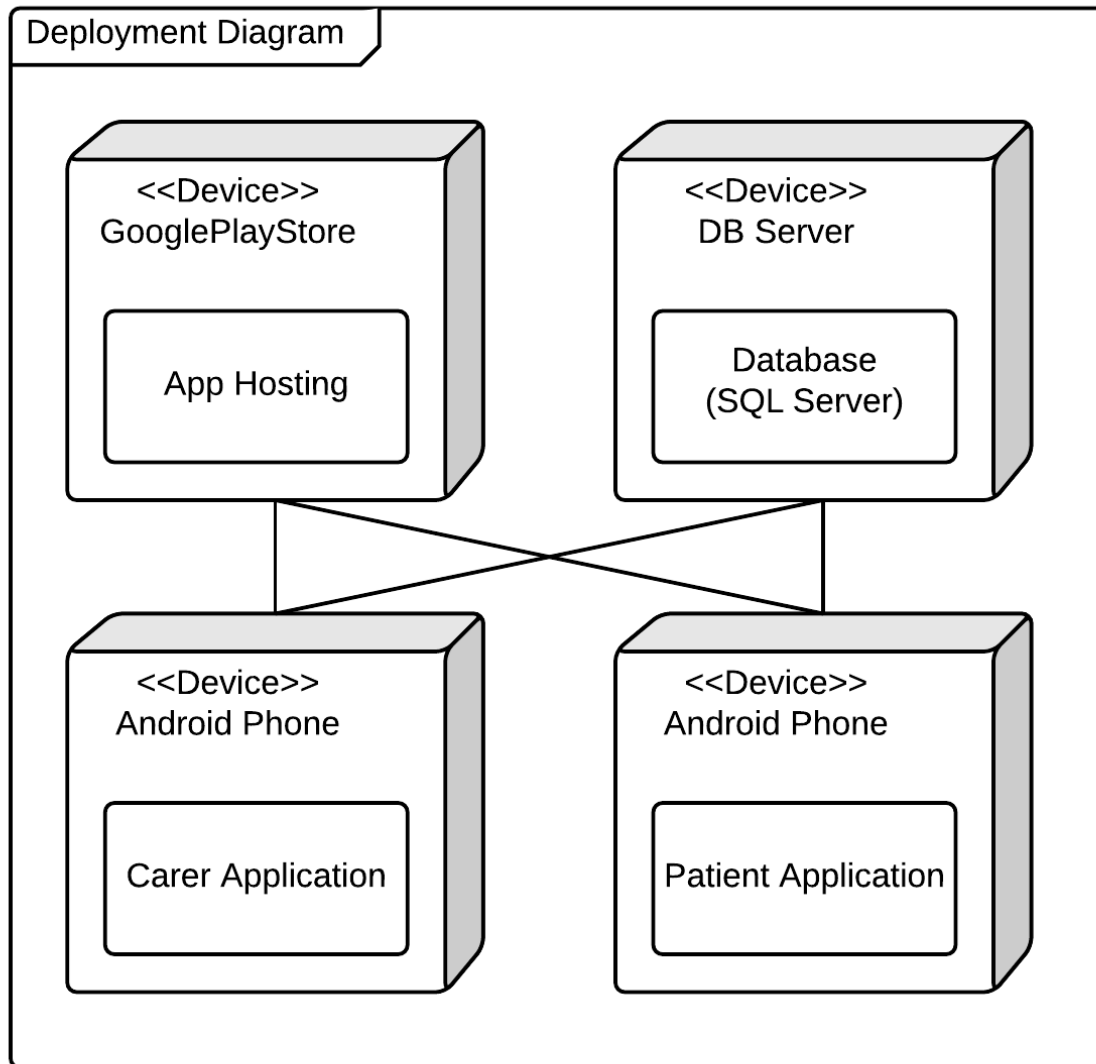 Deployment Diagram
<<Device>>
GooglePlayStore
App Hosting
<<Device>>
DB Server
Database
(SQL Server)
<<Device>>
Android Phone
Carer Application
<<Device>>
Android Phone
Patient Application